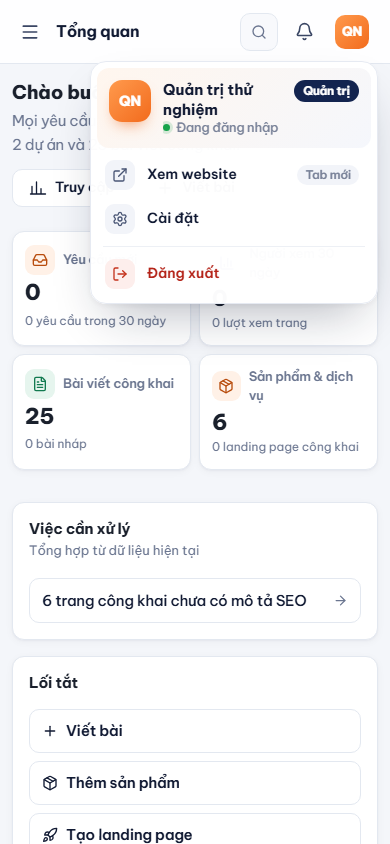 Tổng quan
QN
Chào bu
Mọi yêu cầ
2 dự án và
QN
Quản trị thử nghiệm
Quản trị
Đang đăng nhập
Xem website
Tab mới
Cài đặt
Đăng xuất
Truy
Yêu
0
0 yêu cầu trong 30 ngày
0 lượt xem trang
Bài viết công khai
25
0 bài nháp
Sản phẩm & dịch vụ
6
0 landing page công khai
Việc cần xử lý
Tổng hợp từ dữ liệu hiện tại
6 trang công khai chưa có mô tả SEO
Lối tắt
Viết bài
Thêm sản phẩm
Tạo landing page